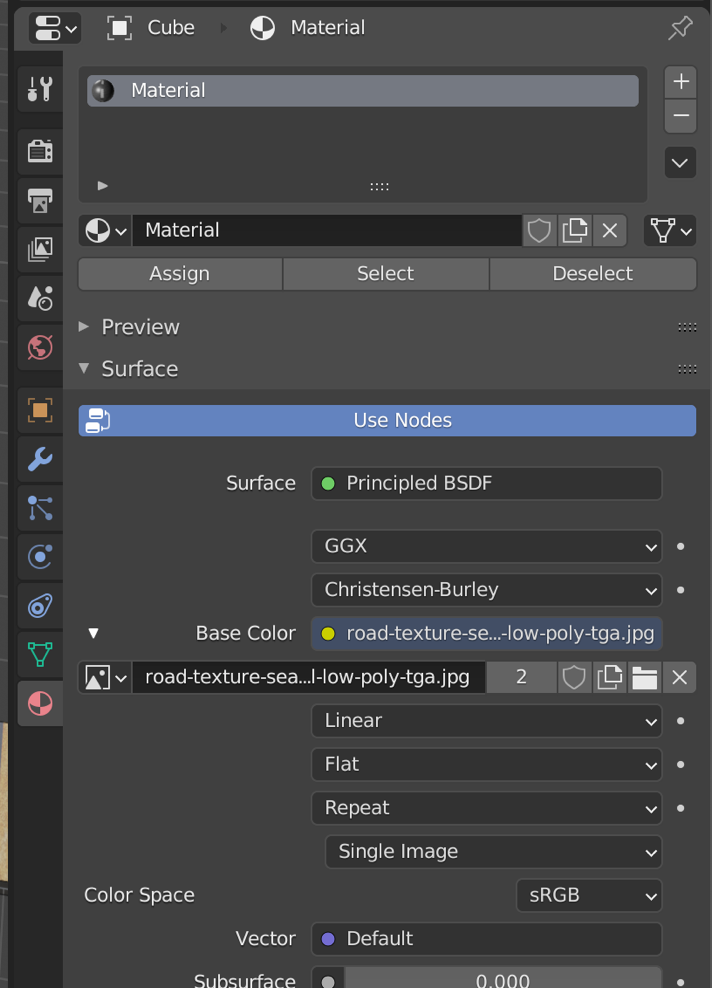 Cube Material
Material
Material
Assign Select Deselect
Preview
Surface
Use Nodes
Surface Principled BSDF
GGX
Christensen-Burley
Base Color road-texture-se...-low-poly-tga.jpg
road-texture-sea...l-low-poly-tga.jpg 2
Linear
Flat
Repeat
Single Image
Color Space sRGB
Vector Default
Subsurface 0.000